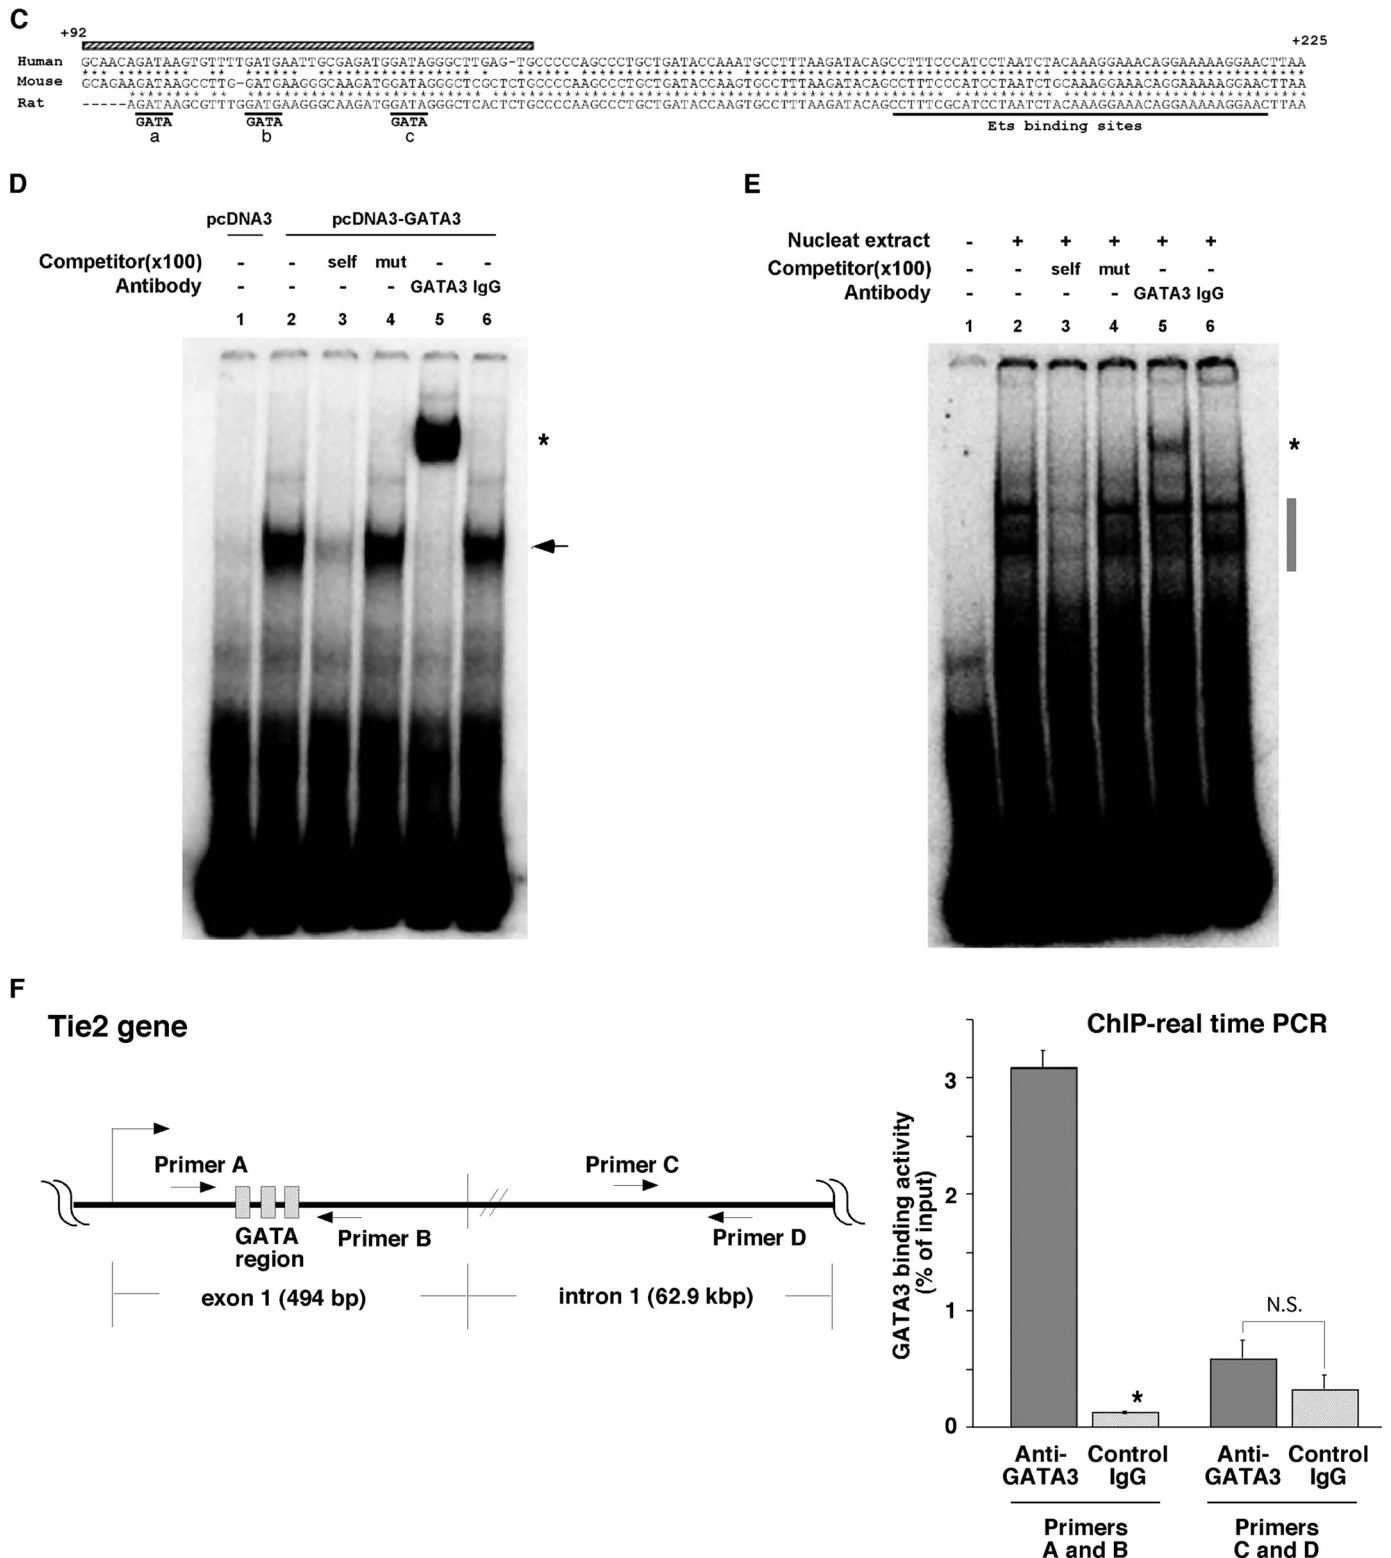 C
+92
+225
Human GCAACAGATAAGTGTTTTGATGAATTGCGAGATGGATAGGGCTTGAG-TGCCCCCAGCCCTGCTGATACCAAATGCCTTTAAGATACAGCCTTTCCCATCCTAATCTACAAAGGAAACAGGAAAAAGGAACTTAA
Mouse GCAGAAGATAAGCCTTG-GATGAAGGGCAAGATGGATAGGGCTCGCTCTGCCCCAAGCCCTGCTGATACCAAGTGCCTTTAAGATACAGCCTTTCCCATCCTAATCTGCAAAGGAAACAGGAAAAAGGAACTTAA
Rat -----AGATAAGCGTTTGGATGAAGGGCAAGATGGATAGGGCTCACTCTGCCCCAAGCCCTGCTGATACCAAGTGCCTTTAAGATACAGCCTTTCGCATCCTAATCTACAAAGGAAACAGGAAAAAGGAACTTAA
GATA GATA GATA
a b c
Ets binding sites
D
pcDNA3 pcDNA3-GATA3
Competitor(x100) - - self mut - -
Antibody - - - - GATA3 IgG
1 2 3 4 5 6
*
E
Nucleat extract - + + + + +
Competitor(x100) - - self mut - -
Antibody - - - - GATA3 IgG
1 2 3 4 5 6
*
F
Tie2 gene
Primer A
GATA
region
Primer B
Primer C
Primer D
exon 1 (494 bp)
intron 1 (62.9 kbp)
ChIP-real time PCR
GATA3 binding activity
(% of input)
3
2
1
0
*
N.S.
Anti-
GATA3
Control
IgG
Anti-
GATA3
Control
IgG
Primers
A and B
Primers
C and D